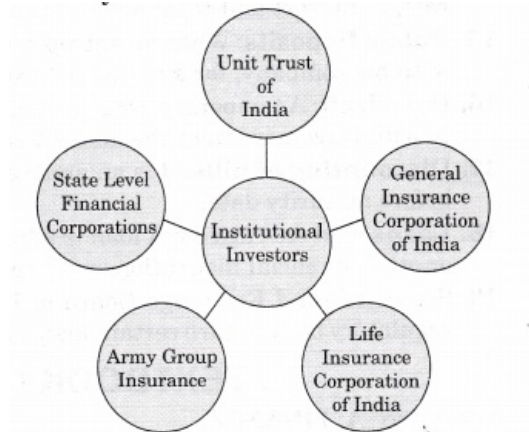 Unit Trust
of
India
State Level
Financial
Corporations
General
Insurance
Corporation
of India
Institutional
Investors
Army Group
Insurance
Life
Insurance
Corporation
of India